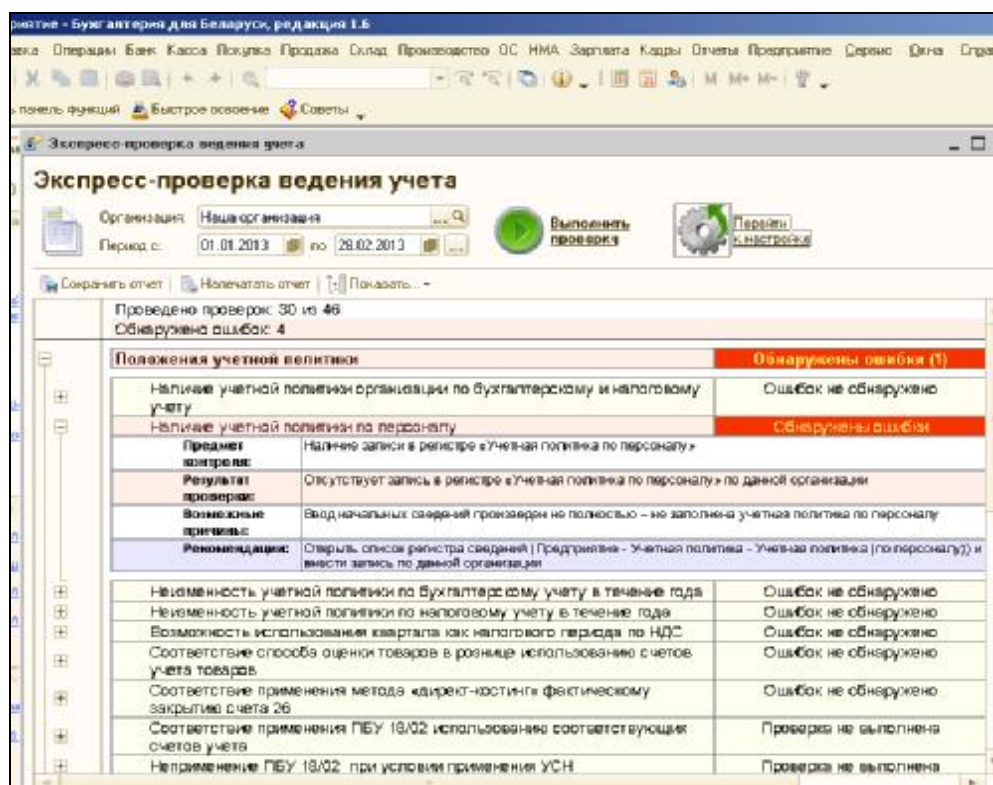 риятие - Бухгалтерия для Беларуси, редакция 1.6
авка Операции Банк Касса Покупка Продажа Склад Производство ОС НМА Зарплата Кадры Отчеты Предприятие Сервис Окна Справ
M M+ M-
ь панель функций Быстрое освоение Советы
Экспресс-проверка ведения учета
Экспресс-проверка ведения учета
Организация: Наша организация ... Выполнить проверку Перейти к настройке
Период с: 01.01.2013 по 28.02.2013 ...
Сохранить отчет Напечатать отчет Показать...
Проведено проверок: 30 из 46
Обнаружено ошибок: 4
Положения учетной политики Обнаружены ошибки (1)
Наличие учетной политики организации по бухгалтерскому и налоговому Ошибок не обнаружено
учету
Наличие учетной политики по персоналу Обнаружены ошибки
Предмет контроля: Наличие записи в регистре «Учетная политика по персоналу»
Результат проверки: Отсутствует запись в регистре «Учетная политика по персоналу» по данной организации
Возможные причины: Ввод начальных сведений произведен не полностью – не заполнена учетная политика по персоналу
Рекомендации: Открыть список регистра сведений (Предприятие - Учетная политика - Учетная политика (по персоналу)) и
внести запись по данной организации
Неизменность учетной политики по бухгалтерскому учету в течение года Ошибок не обнаружено
Неизменность учетной политики по налоговому учету в течение года Ошибок не обнаружено
Возможность использования квартала как налогового периода по НДС Ошибок не обнаружено
Соответствие способа оценки товаров в рознице использованию счетов Ошибок не обнаружено
учета товаров
Соответствие применения метода «директ-костинг» фактическому Ошибок не обнаружено
закрытию счета 26
Соответствие применения ПБУ 18/02 использованию соответствующих Проверка не выполнена
счетов учета
Неприменение ПБУ 18/02 при условии применения УСН Проверка не выполнена